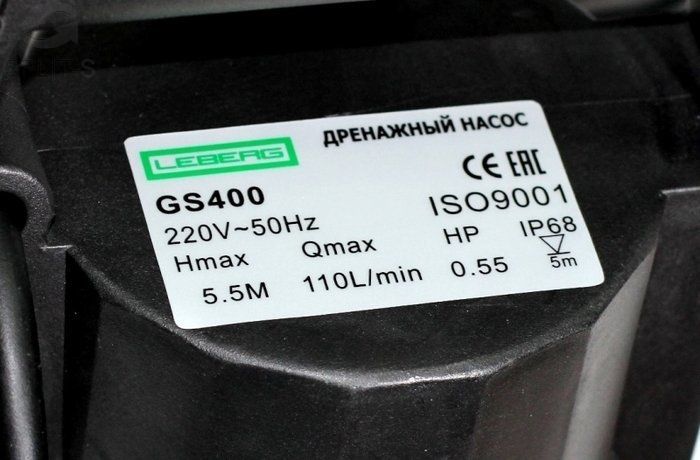 LEBERG
ДРЕНАЖНЫЙ НАСОС
GS400
CE EAC
220V~50Hz
ISO9001
Hmax Qmax HP IP68
5.5M 110L/min 0.55 5m